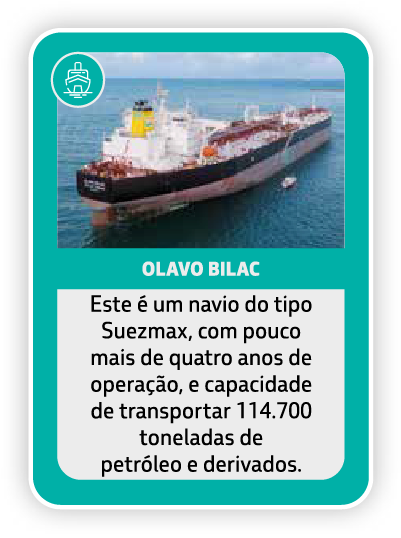 OLAVO BILAC
Este é um navio do tipo
Suezmax, com pouco
mais de quatro anos de
operação, e capacidade
de transportar 114.700
toneladas de
petróleo e derivados.